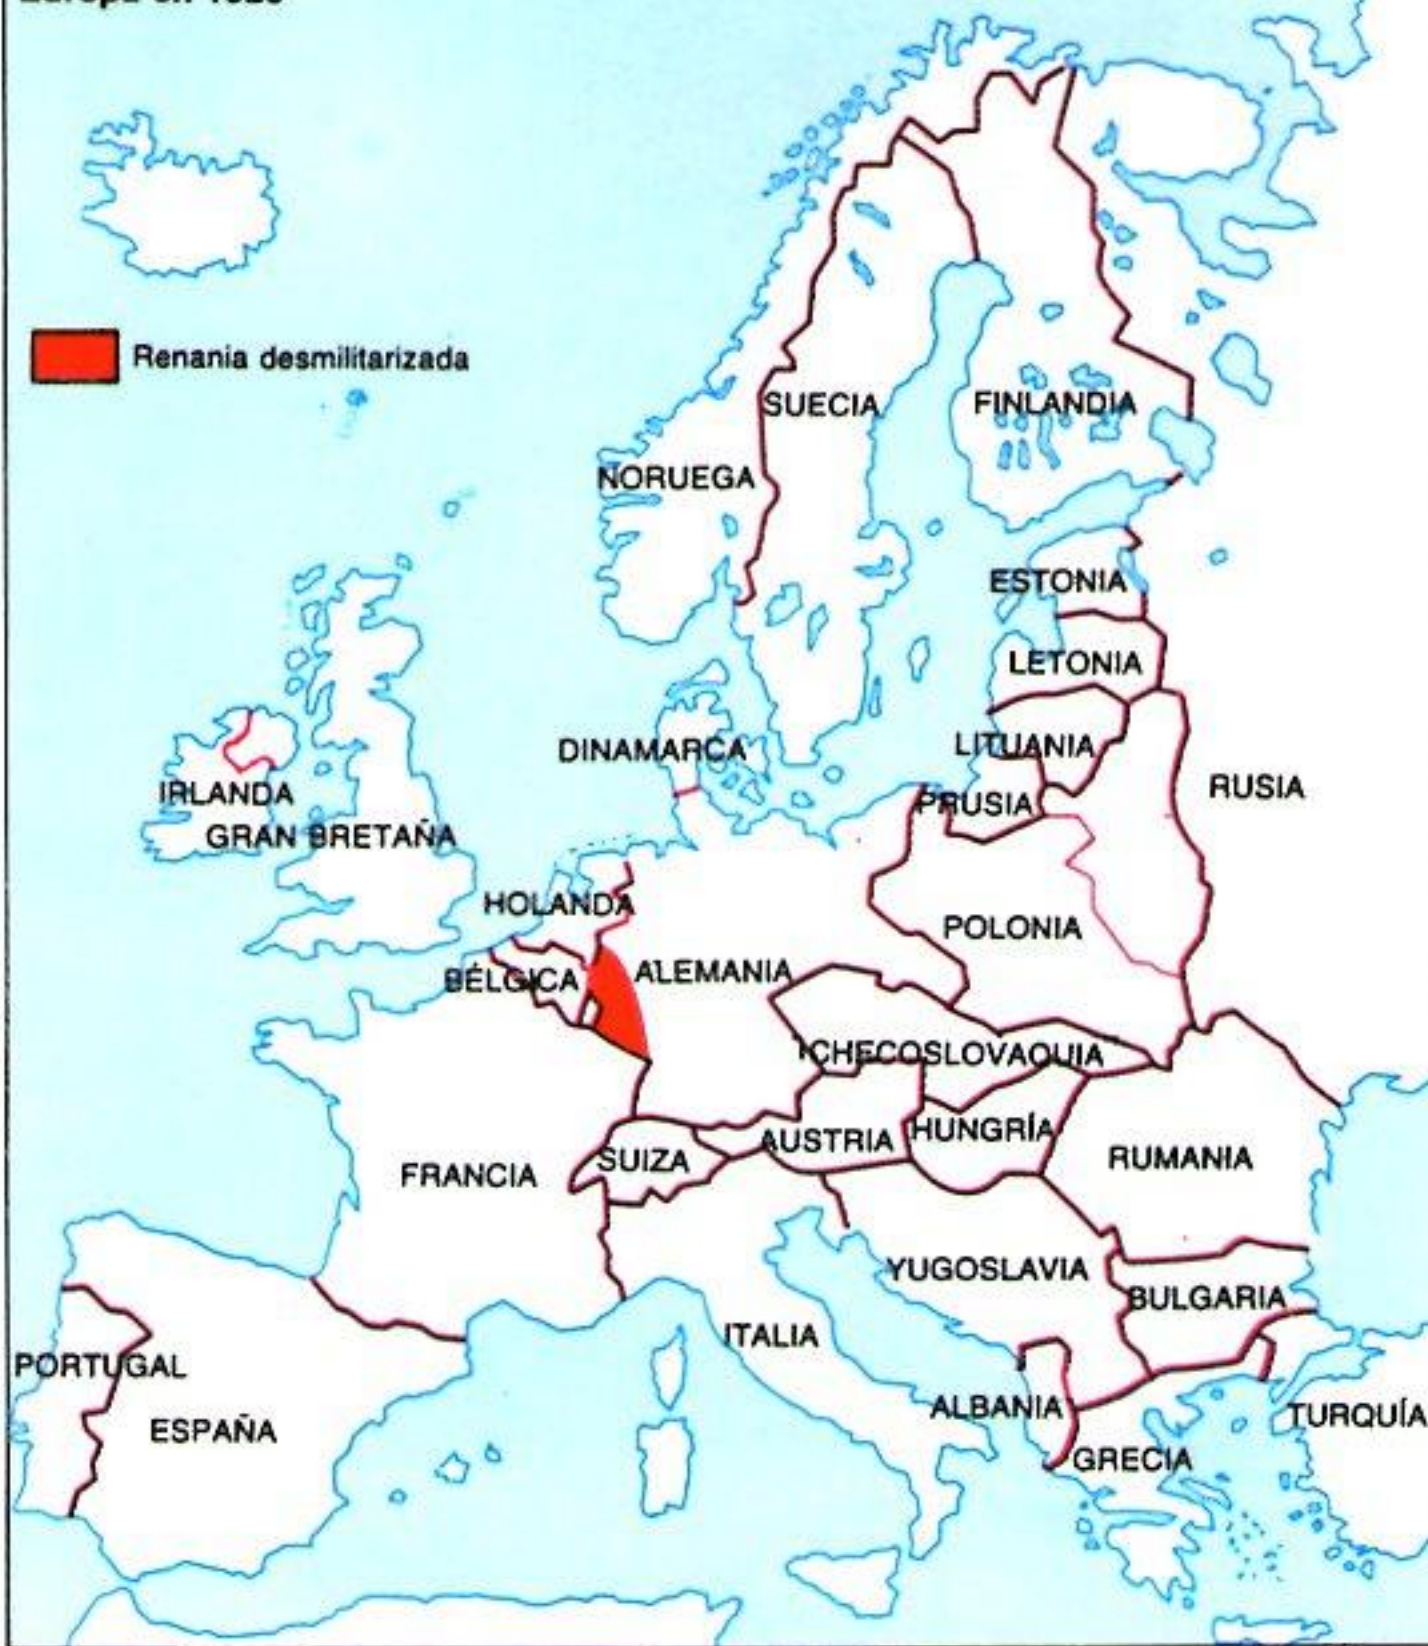 Renania desmilitarizada
SUECIA
FINLANDIA
NORUEGA
ESTONIA
LETONIA
DINAMARCA
LITUANIA
RUSIA
IRLANDA
PRUSIA
GRAN BRETAÑA
HOLANDA
POLONIA
BÉLGICA
ALEMANIA
CHECOSLOVAQUIA
AUSTRIA
HUNGRÍA
SUIZA
RUMANIA
FRANCIA
YUGOSLAVIA
BULGARIA
ITALIA
PORTUGAL
ALBANIA
TURQUÍA
ESPAÑA
GRECIA